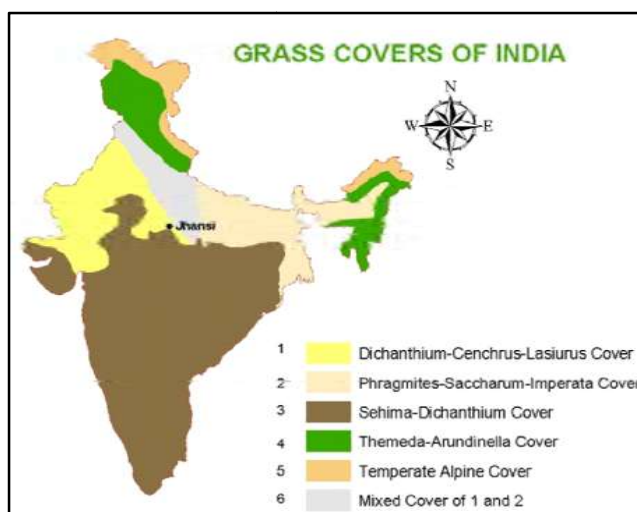 GRASS COVERS OF INDIA
N
W E
S
Jhansi
1 Dichanthium-Cenchrus-Lasiurus Cover
2 Phragmites-Saccharum-Imperata Cover
3 Sehima-Dichanthium Cover
4 Themeda-Arundinella Cover
5 Temperate Alpine Cover
6 Mixed Cover of 1 and 2